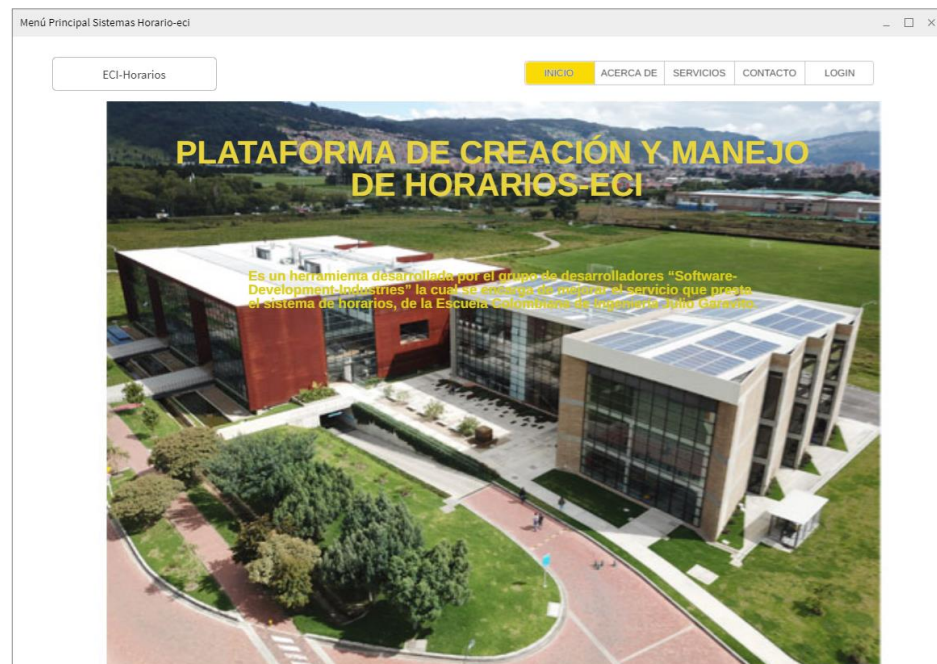 Menú Principal Sistemas Horario-eci
ECI-Horarios
INICIO
ACERCA DE
SERVICIOS
CONTACTO
LOGIN
PLATAFORMA DE CREACIÓN Y MANEJO
DE HORARIOS-ECI
Es un herramienta desarrollada por el grupo de desarrolladores “Software-
Development-Industries” la cual se encarga de mejorar el servicio que presta
el sistema de horarios, de la Escuela Colombiana de Ingeniería Julio Garavito.